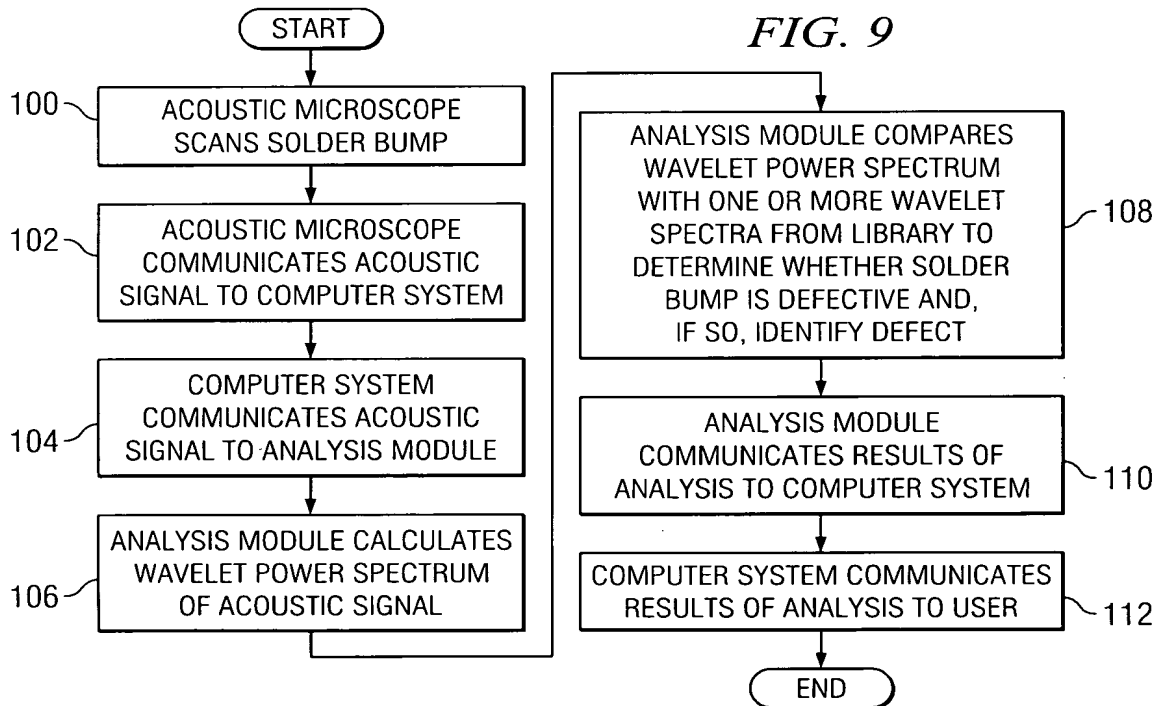 FIG. 9
START
100
ACOUSTIC MICROSCOPE
SCANS SOLDER BUMP
102
ACOUSTIC MICROSCOPE
COMMUNICATES ACOUSTIC
SIGNAL TO COMPUTER SYSTEM
104
COMPUTER SYSTEM
COMMUNICATES ACOUSTIC
SIGNAL TO ANALYSIS MODULE
106
ANALYSIS MODULE CALCULATES
WAVELET POWER SPECTRUM
OF ACOUSTIC SIGNAL
ANALYSIS MODULE COMPARES
WAVELET POWER SPECTRUM
WITH ONE OR MORE WAVELET
SPECTRA FROM LIBRARY TO
DETERMINE WHETHER SOLDER
BUMP IS DEFECTIVE AND,
IF SO, IDENTIFY DEFECT
108
ANALYSIS MODULE
COMMUNICATES RESULTS OF
ANALYSIS TO COMPUTER SYSTEM
110
COMPUTER SYSTEM COMMUNICATES
RESULTS OF ANALYSIS TO USER
112
END